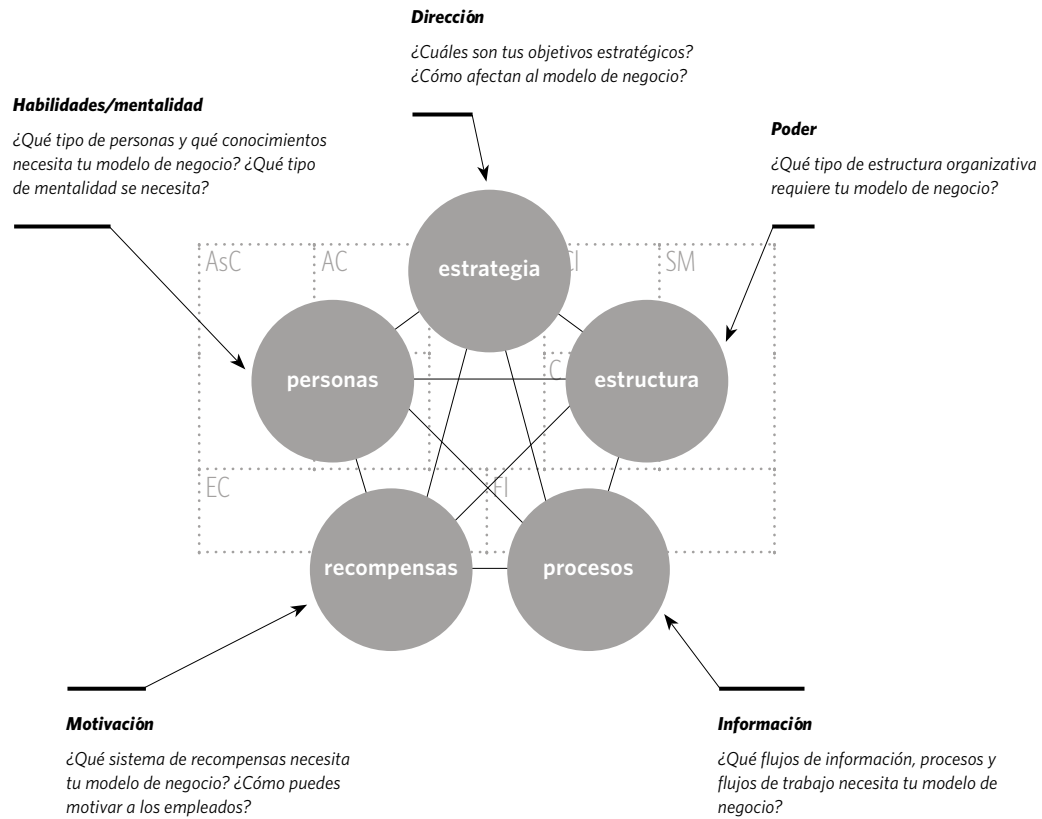 Dirección
¿Cuáles son tus objetivos estratégicos?
¿Cómo afectan al modelo de negocio?
Habilidades/mentalidad
¿Qué tipo de personas y qué conocimientos
necesita tu modelo de negocio? ¿Qué tipo
de mentalidad se necesita?
Poder
¿Qué tipo de estructura organizativa
requiere tu modelo de negocio?
AsC
AC
estrategia
SM
personas
C
estructura
EC
FI
recompensas
procesos
Motivación
¿Qué sistema de recompensas necesita
tu modelo de negocio? ¿Cómo puedes
motivar a los empleados?
Información
¿Qué flujos de información, procesos y
flujos de trabajo necesita tu modelo de
negocio?